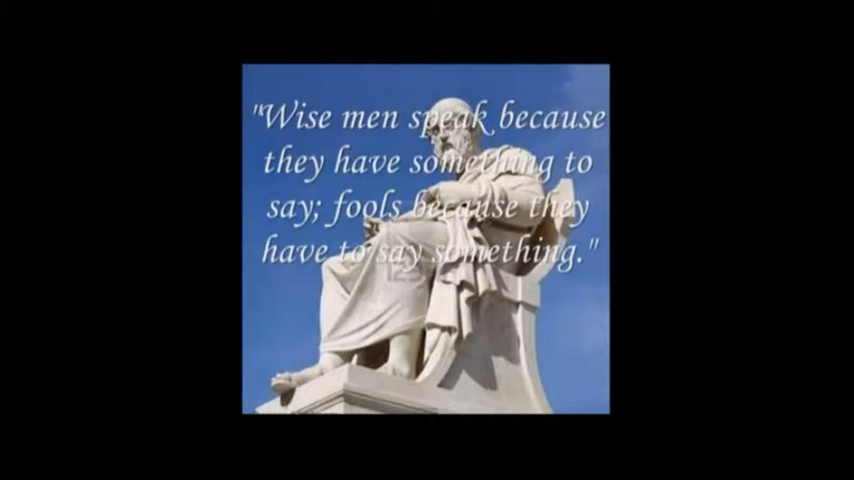 "Wise men speak because
they have something to
say; fools because they
have to say something."